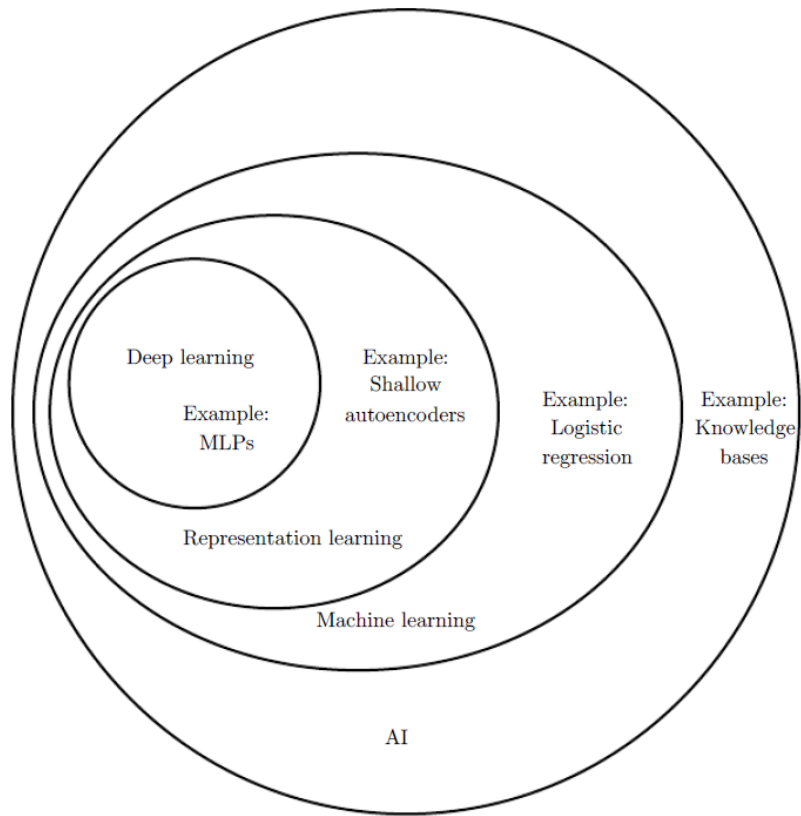 Deep learning
Example:
MLPs
Example:
Shallow
autoencoders
Example:
Logistic
regression
Example:
Knowledge
bases
Representation learning
Machine learning
AI